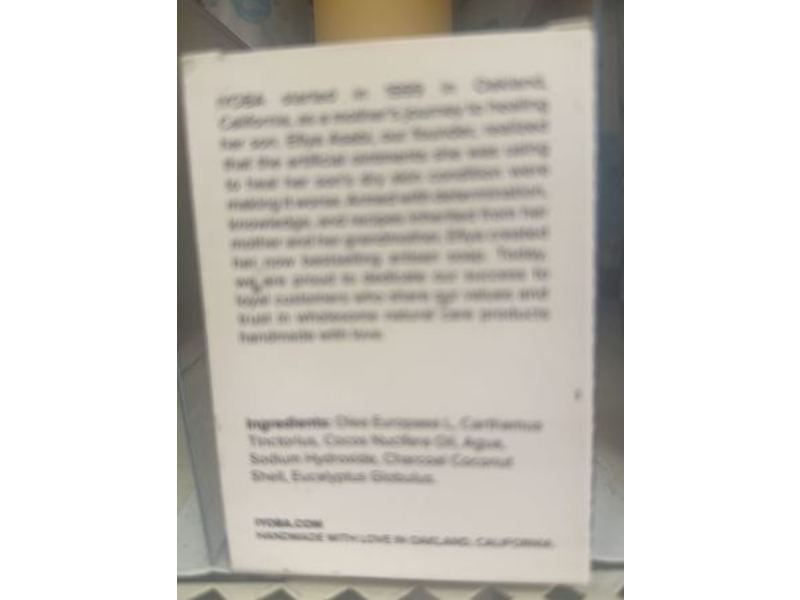 IYOBA started in in Oakland,
California, as a mother's journey to healing
her son. our founder, realized
that the artificial ointments she was using
to heal her son's dry skin condition were
making it worse. Armed with determination,
knowledge, and recipes inherited from her
mother and her grandmother, created
her now bestselling artisan soap. Today,
we are proud to dedicate our success to
loyal customers who share our values and
trust in wholesome natural care products
handmade with love.
Ingredients: Olea Europaea L, Carthamus
Tinctorius, Cocos Nucifera Oil, Aqua,
Sodium Hydroxide, Charcoal Coconut
Shell, Eucalyptus Globulus.
IYOBA.COM
HANDMADE WITH LOVE IN OAKLAND, CALIFORNIA.